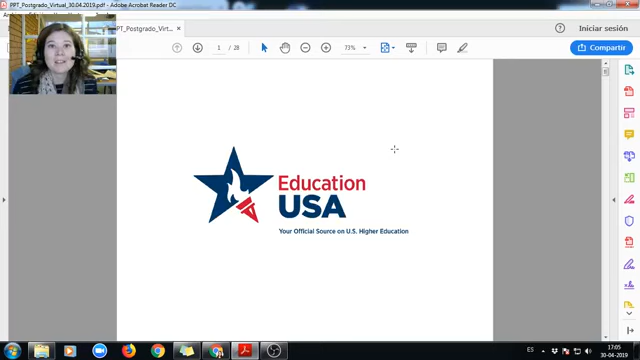 PPT_Postgrado_Virtual_30.04.2019.pdf - Adobe Acrobat Reader DC
PPT_Postgrado_Virt... ×
Iniciar sesión
1 / 28
73%
Compartir
Education
USA
Your Official Source on U.S. Higher Education
ES
17:05
30-04-2019